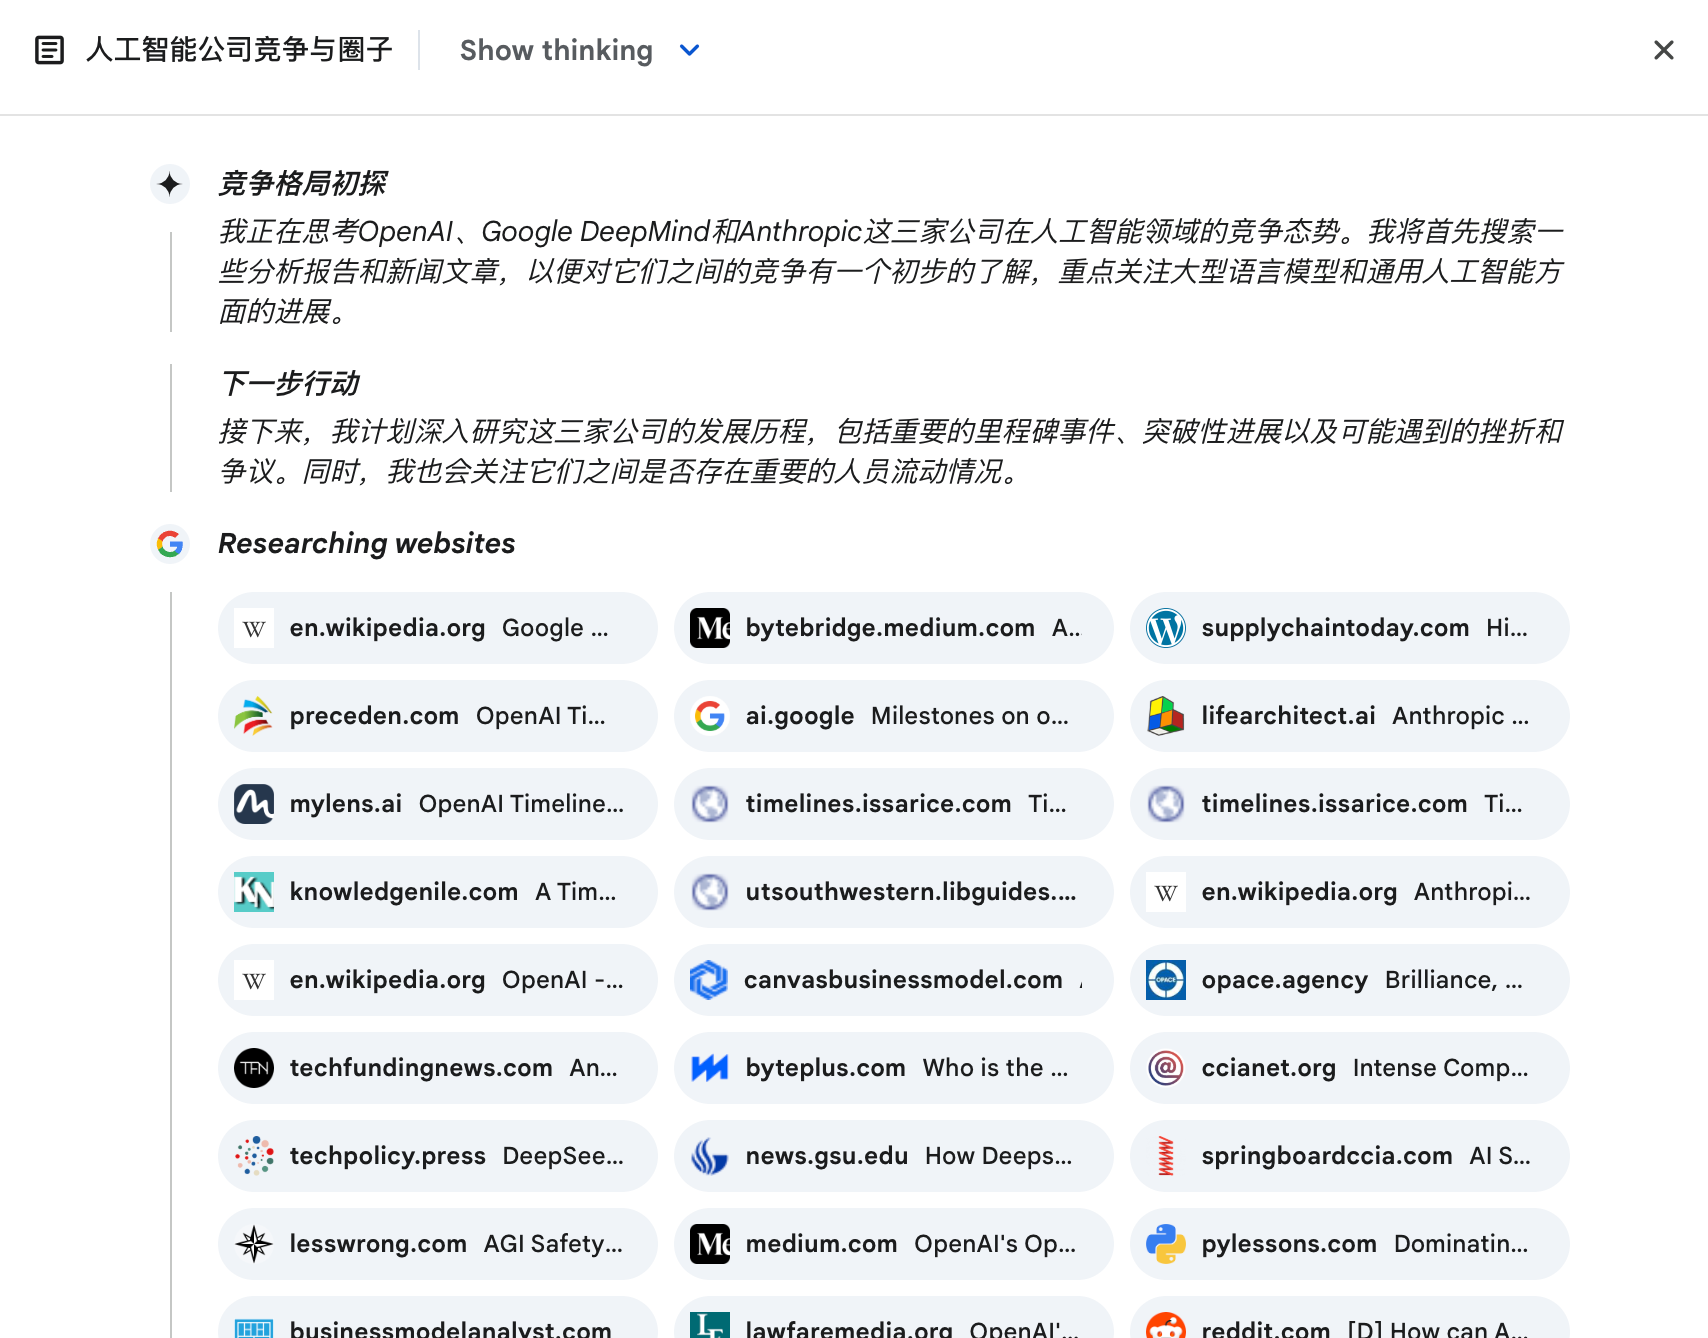 人工智能公司竞争与圈子 Show thinking
竞争格局初探
我正在思考OpenAI、Google DeepMind和Anthropic这三家公司在人工智能领域的竞争态势。我将首先搜索一
些分析报告和新闻文章，以便对它们之间的竞争有一个初步的了解，重点关注大型语言模型和通用人工智能方
面的进展。
下一步行动
接下来，我计划深入研究这三家公司的发展历程，包括重要的里程碑事件、突破性进展以及可能遇到的挫折和
争议。同时，我也会关注它们之间是否存在重要的人员流动情况。
Researching websites
W en.wikipedia.org Google ... Me bytebridge.medium.com A... supplychaintoday.com Hi...
preceden.com OpenAI Ti... ai.google Milestones on o... lifearchitect.ai Anthropic ...
mylens.ai OpenAI Timeline... timelines.issarice.com Ti... timelines.issarice.com Ti...
KN knowledgenile.com A Tim... utsouthwestern.libguides.... W en.wikipedia.org Anthropi...
W en.wikipedia.org OpenAI -... canvasbusinessmodel.com OPACE opace.agency Brilliance, ...
TFN techfundingnews.com An... byteplus.com Who is the ... ccianet.org Intense Comp...
techpolicy.press DeepSee... news.gsu.edu How Deeps... springboardccia.com AI S...
lesswrong.com AGI Safety... Me medium.com OpenAI's Op... pylessons.com Dominatin...
businessmodelanalyst.com lawfaremedia.org OpenAI'... reddit.com [D] How can A...